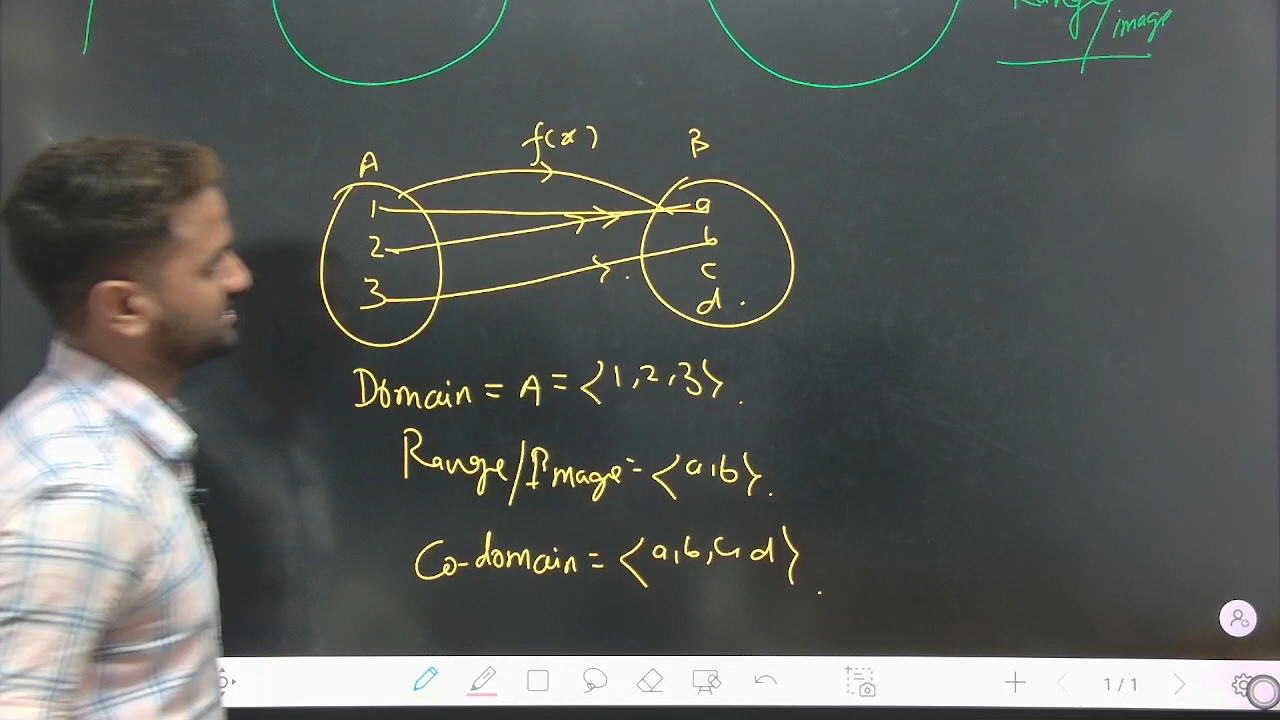 Range/image
f(x)
A B
1 a
2 b
3 c
d.
Domain = A = {1,2,3}.
Range/Image = {a,b}.
Co-domain = {a,b,c,d}.
1/1